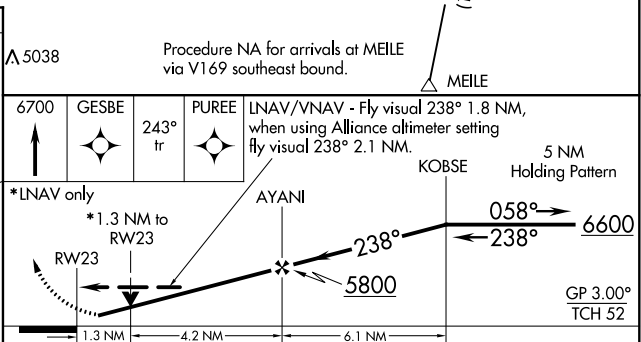 5038
Procedure NA for arrivals at MEILE
via V169 southeast bound.
MEILE
6700
GESBE
243°
tr
PUREE
LNAV/VNAV - Fly visual 238° 1.8 NM,
when using Alliance altimeter setting
fly visual 238° 2.1 NM.
KOBSE
5 NM
Holding Pattern
*LNAV only
*1.3 NM to
RW23
RW23
AYANI
058°
238°
238°
6600
5800
GP 3.00°
TCH 52
1.3 NM
4.2 NM
6.1 NM